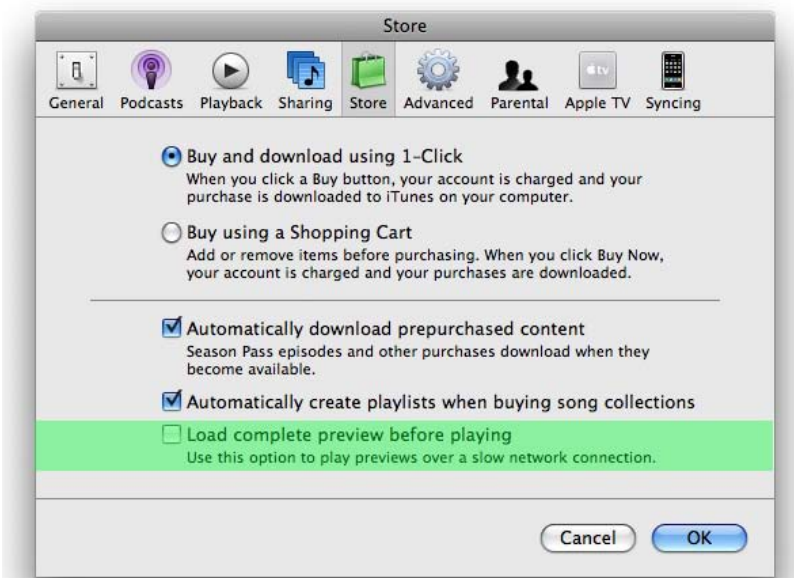 Store
General Podcasts Playback Sharing Store Advanced Parental Apple TV Syncing
Buy and download using 1-Click
When you click a Buy button, your account is charged and your
purchase is downloaded to iTunes on your computer.
Buy using a Shopping Cart
Add or remove items before purchasing. When you click Buy Now,
your account is charged and your purchases are downloaded.
Automatically download prepurchased content
Season Pass episodes and other purchases download when they
become available.
Automatically create playlists when buying song collections
Load complete preview before playing
Use this option to play previews over a slow network connection.
Cancel OK